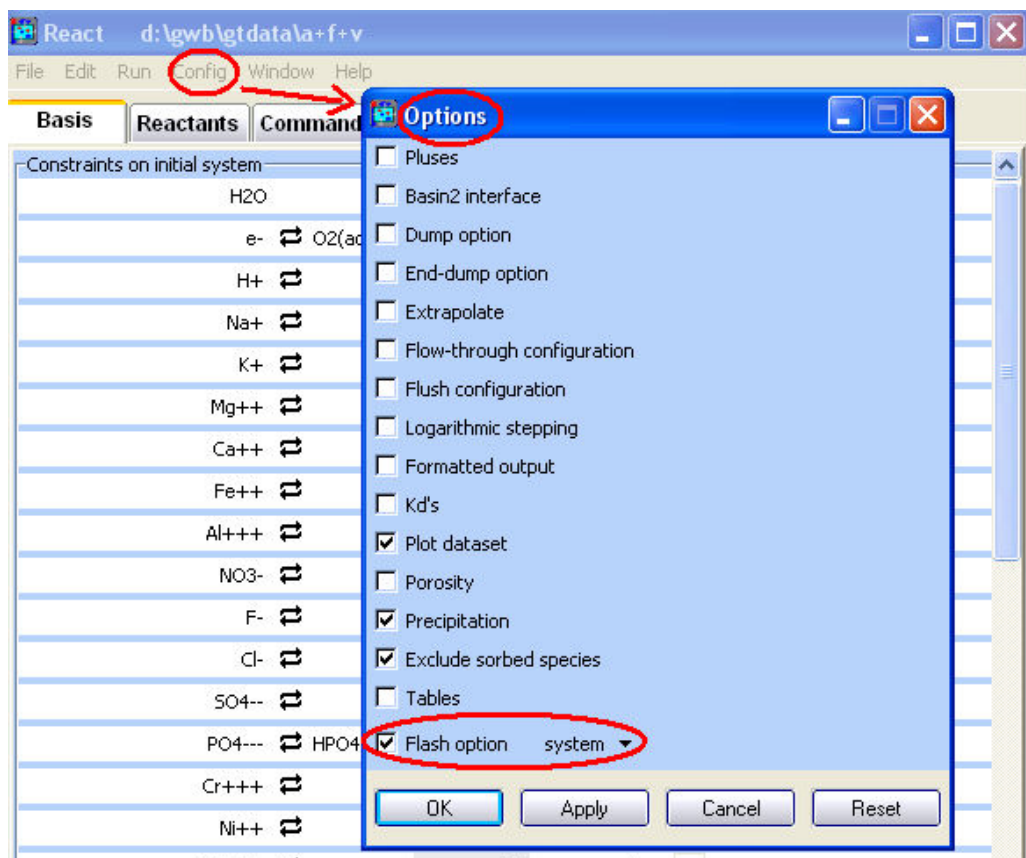 React d:\gwb\gtdata\a+f+v
File Edit Run Config Window Help
Basis Reactants Command
Options
Constraints on initial system
H2O
e- O2(aq
H+
Na+
K+
Mg++
Ca++
Fe++
Al+++
NO3-
F-
Cl-
SO4--
PO4--- HPO4
Cr+++
Ni++
Pluses
Basin2 interface
Dump option
End-dump option
Extrapolate
Flow-through configuration
Flush configuration
Logarithmic stepping
Formatted output
Kd's
Plot dataset
Porosity
Precipitation
Exclude sorbed species
Tables
Flash option system
OK Apply Cancel Reset